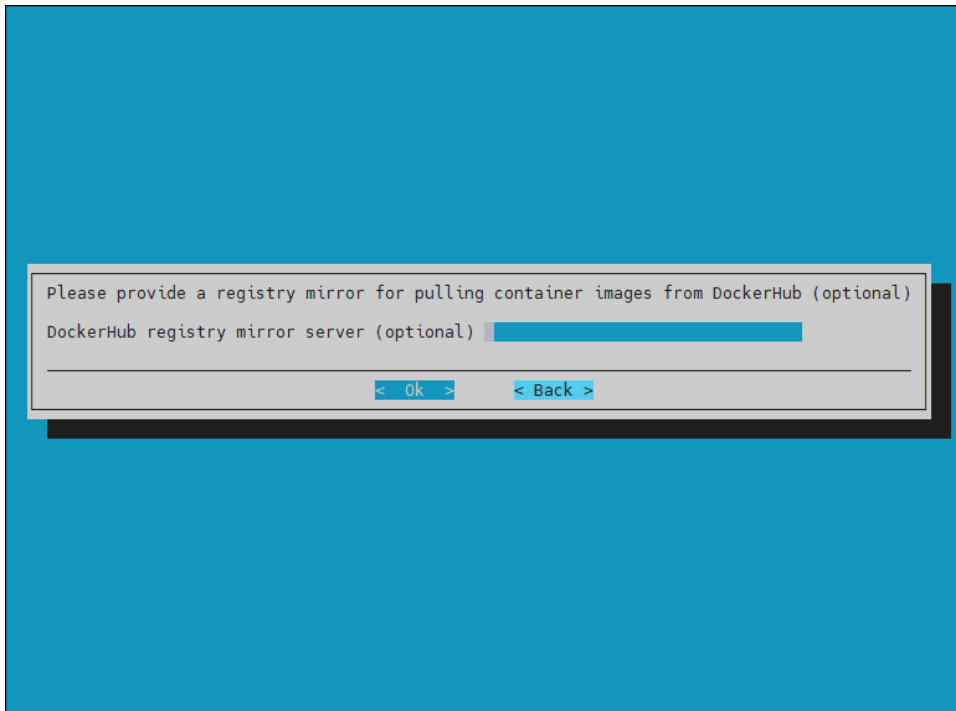 Please provide a registry mirror for pulling container images from DockerHub (optional)
DockerHub registry mirror server (optional)
< Ok > < Back >